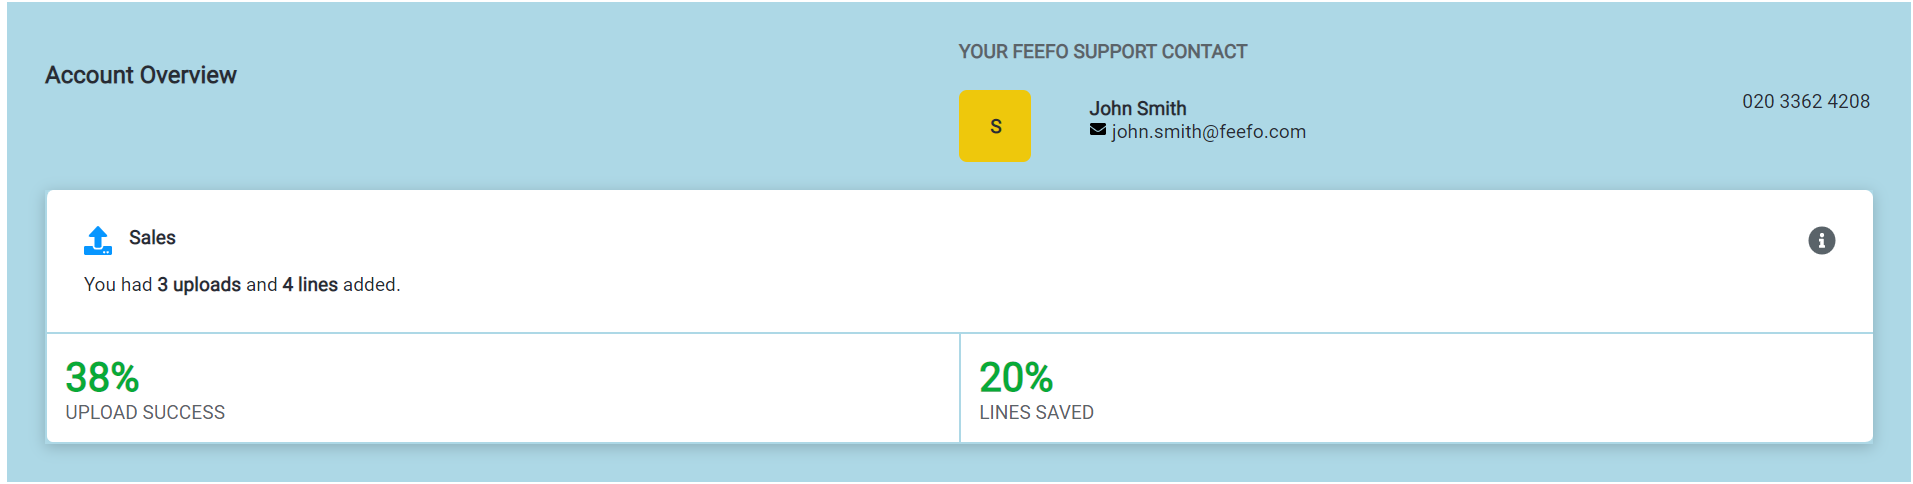 Account Overview
YOUR FEEFO SUPPORT CONTACT
S
John Smith
john.smith@feefo.com
020 3362 4208
Sales
You had 3 uploads and 4 lines added.
38%
UPLOAD SUCCESS
20%
LINES SAVED